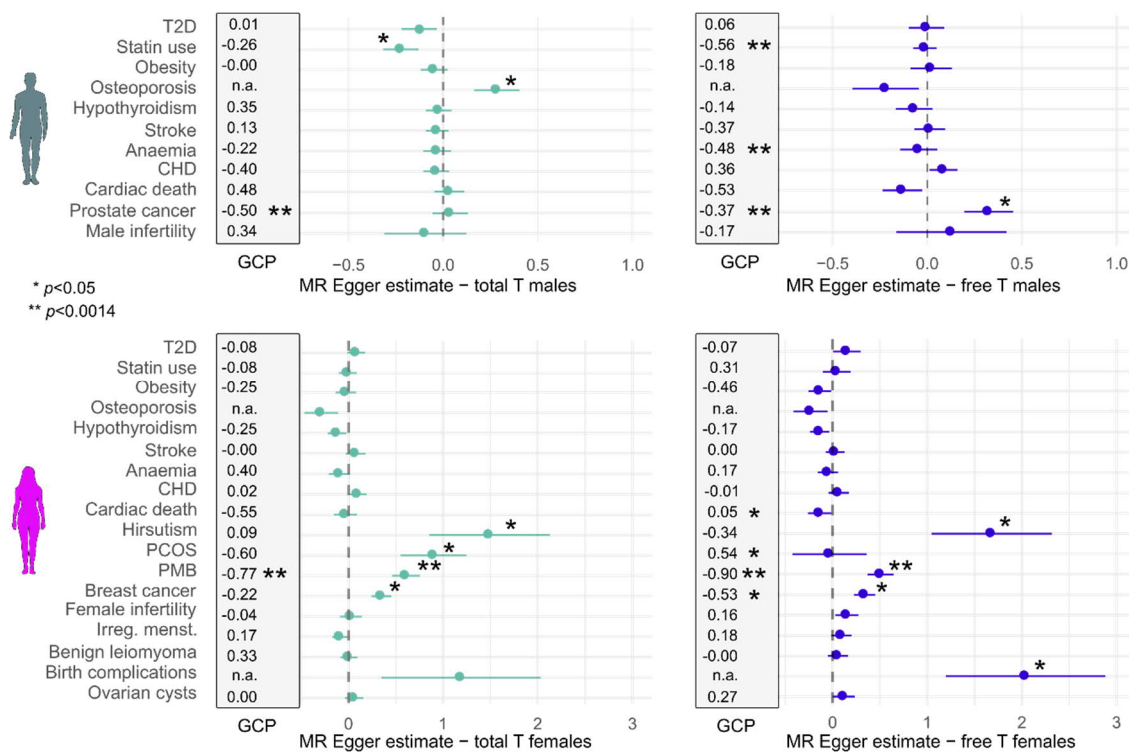 T2D 0.01 0.06
Statin use -0.26 * -0.56 **
Obesity -0.00 -0.18
Osteoporosis n.a. * n.a.
Hypothyroidism 0.35 -0.14
Stroke 0.13 -0.37
Anaemia -0.22 -0.48 **
CHD -0.40 0.36
Cardiac death 0.48 -0.53
Prostate cancer -0.50 ** -0.37 ** *
Male infertility 0.34 -0.17
GCP −0.5 0.0 0.5 1.0 GCP −0.5 0.0 0.5 1.0
MR Egger estimate − total T males MR Egger estimate − free T males
* p<0.05
** p<0.0014
T2D -0.08 -0.07
Statin use -0.08 0.31
Obesity -0.25 -0.46
Osteoporosis n.a. n.a.
Hypothyroidism -0.25 -0.17
Stroke -0.00 0.00
Anaemia 0.40 0.17
CHD 0.02 -0.01
Cardiac death -0.55 0.05 *
Hirsutism 0.09 * -0.34 *
PCOS -0.60 * 0.54 *
PMB -0.77 ** ** -0.90 ** **
Breast cancer -0.22 * -0.53 * *
Female infertility -0.04 0.16
Irreg. menst. 0.17 0.18
Benign leiomyoma 0.33 -0.00
Birth complications n.a. n.a. *
Ovarian cysts 0.00 0.27
GCP 0 1 2 3 GCP 0 1 2 3
MR Egger estimate − total T females MR Egger estimate − free T females